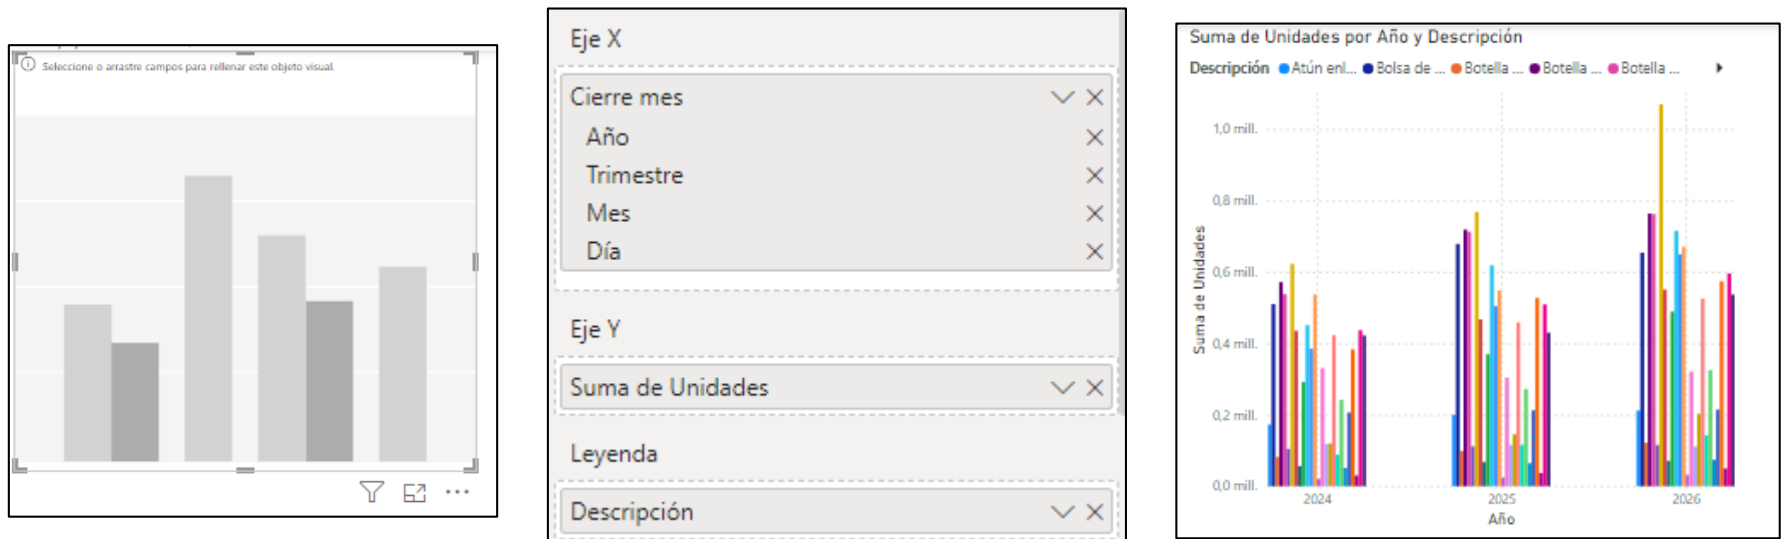 Seleccione o arrastre campos para rellenar este objeto visual.
Eje X
Cierre mes
Año
Trimestre
Mes
Día
Eje Y
Suma de Unidades
Leyenda
Descripción
Suma de Unidades por Año y Descripción
Descripción Atún enl... Bolsa de ... Botella ... Botella ... Botella ...
1,0 mill.
0,8 mill.
0,6 mill.
0,4 mill.
0,2 mill.
0,0 mill.
Suma de Unidades
2024 2025 2026
Año